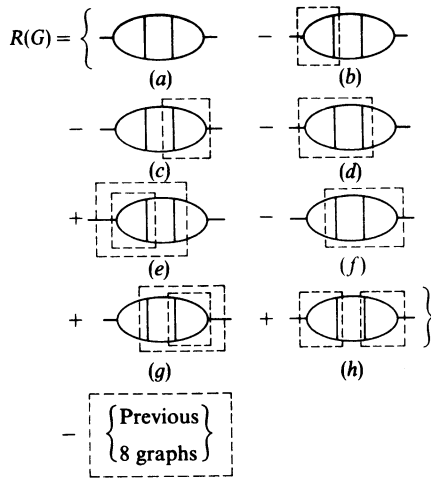 R(G) = {
−
(a)
(b)
−
−
(c)
(d)
+
−
(e)
(f)
+
+
}
(g)
(h)
−
{ Previous
8 graphs }